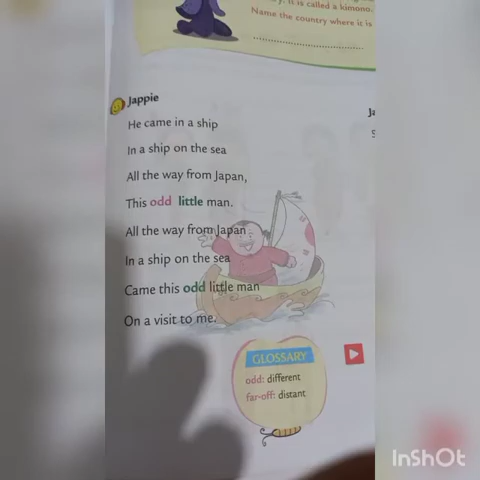 it is called a kimono.
Name the country where it is
Jappie
He came in a ship
In a ship on the sea
All the way from Japan,
This odd little man.
All the way from Japan
In a ship on the sea
Came this odd little man
On a visit to me.
GLOSSARY
odd: different
far-off: distant
InShOt